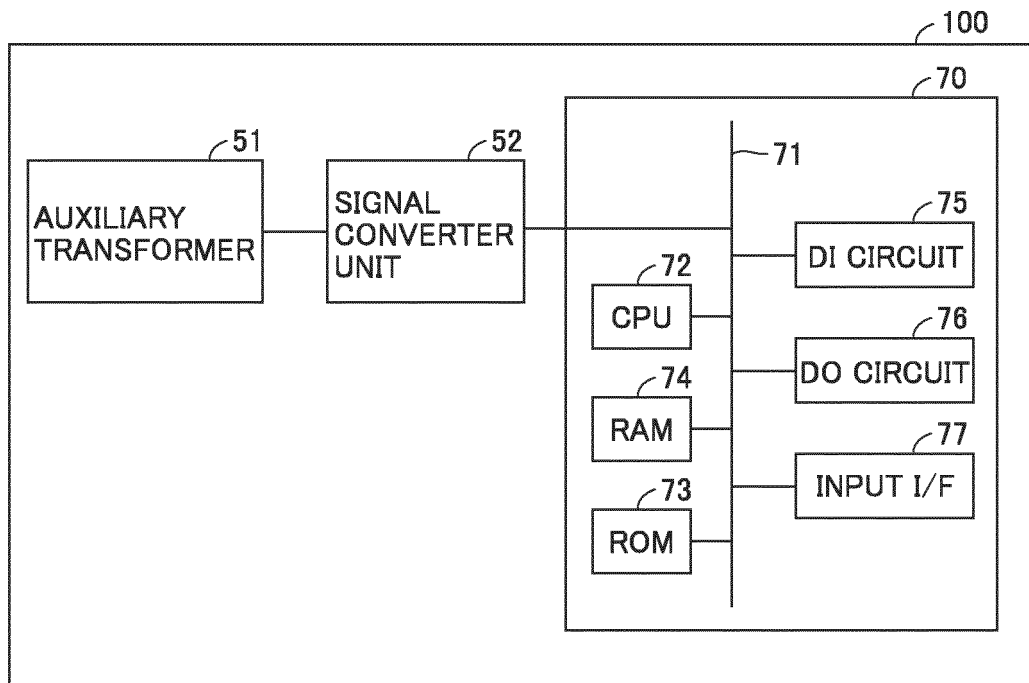 100
70
51
AUXILIARY
TRANSFORMER
52
SIGNAL
CONVERTER
UNIT
71
72
CPU
74
RAM
73
ROM
75
DI CIRCUIT
76
DO CIRCUIT
77
INPUT I/F